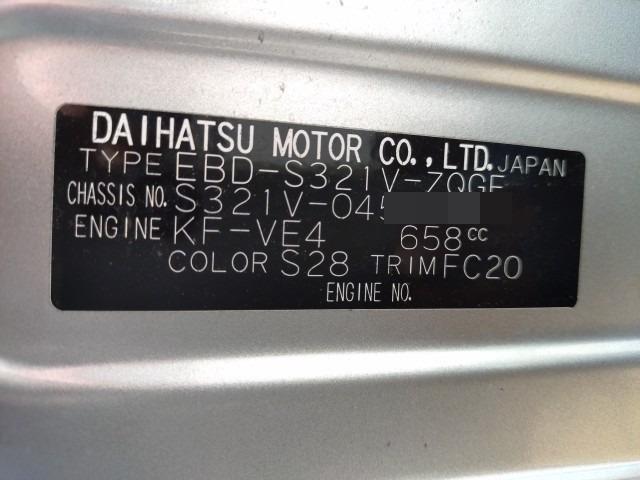 DAIHATSU MOTOR CO.,LTD. JAPAN
TYPE EBD-S321V-ZQGF
CHASSIS NO. S321V-045
ENGINE KF-VE4 658cc
COLOR S28 TRIM FC20
ENGINE NO.